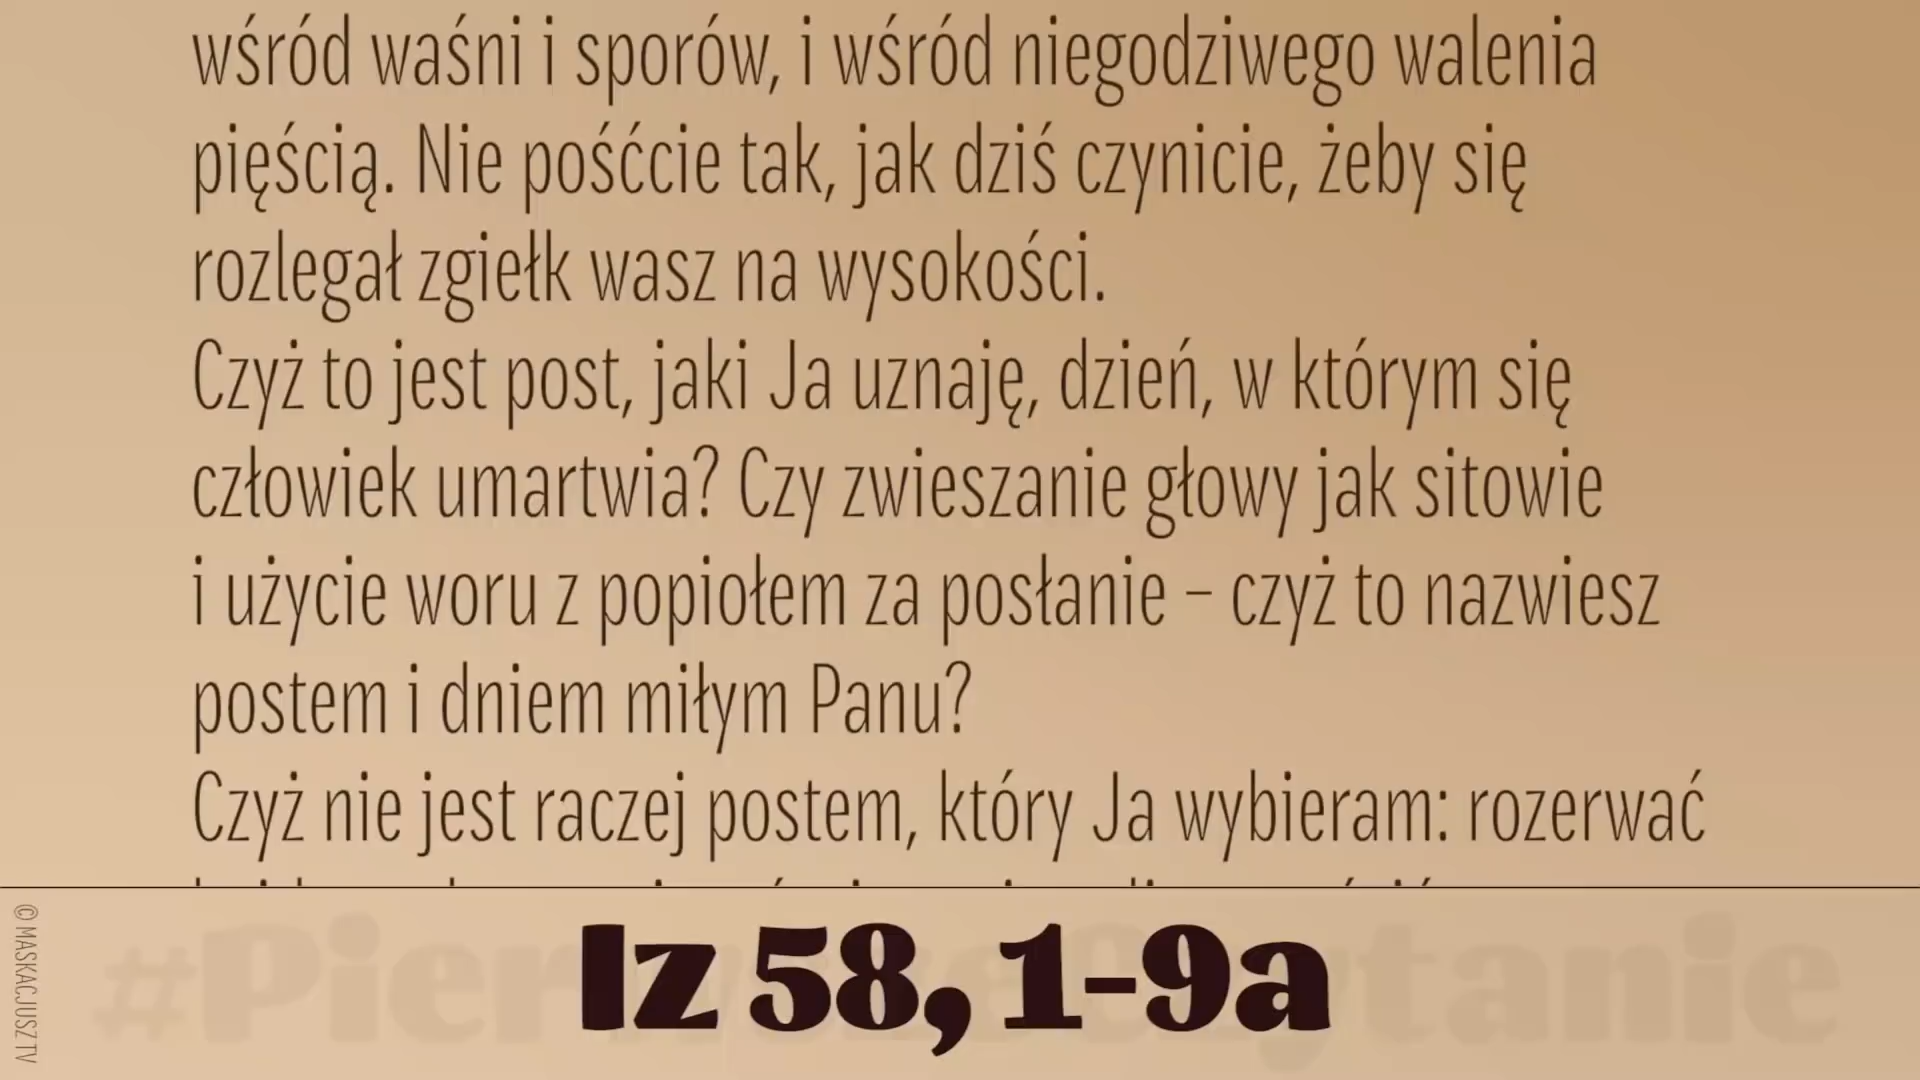 wśród waśni i sporów, i wśród niegodziwego walenia
pięścią. Nie pośćcie tak, jak dziś czynicie, żeby się
rozlegał zgiełk wasz na wysokości.
Czyż to jest post, jaki Ja uznaję, dzień, w którym się
człowiek umartwia? Czy zwieszanie głowy jak sitowie
i użycie woru z popiołem za posłanie – czyż to nazwiesz
postem i dniem miłym Panu?
Czyż nie jest raczej postem, który Ja wybieram: rozerwać
Iz 58, 1-9a
© MASKACJUSZ TV